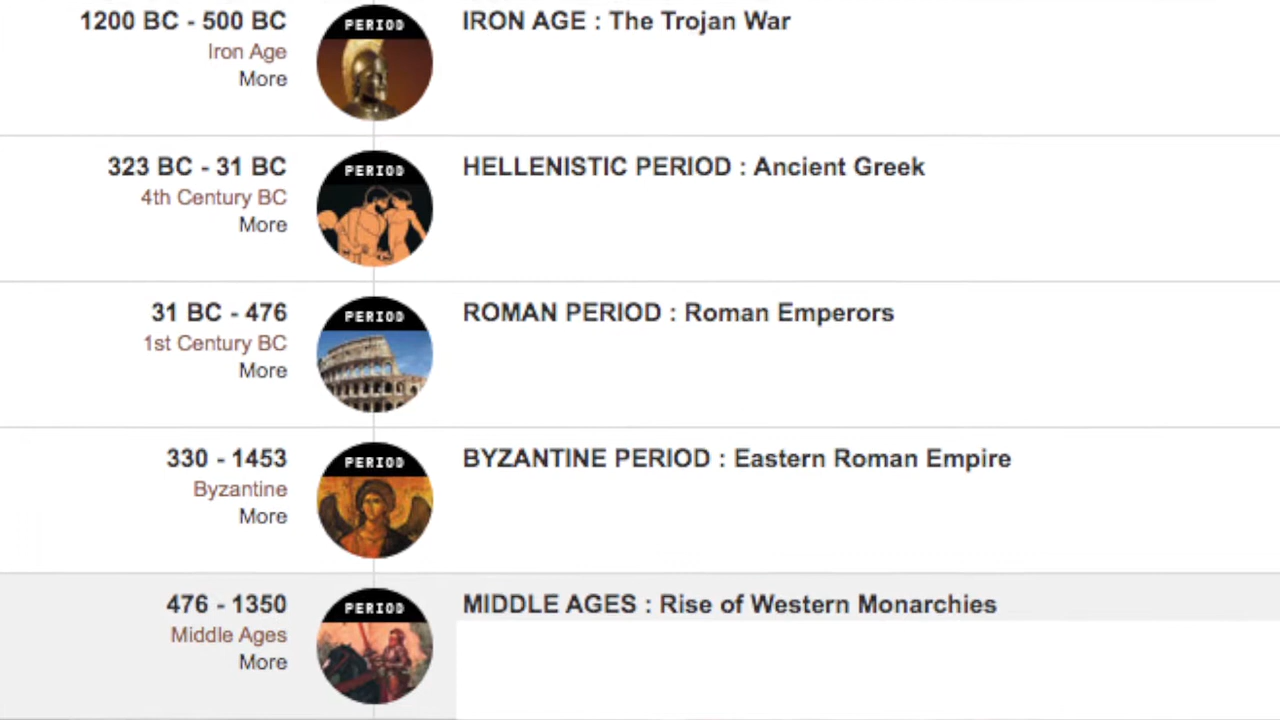 1200 BC - 500 BC
Iron Age
More
PERIOD
IRON AGE : The Trojan War
323 BC - 31 BC
4th Century BC
More
PERIOD
HELLENISTIC PERIOD : Ancient Greek
31 BC - 476
1st Century BC
More
PERIOD
ROMAN PERIOD : Roman Emperors
330 - 1453
Byzantine
More
PERIOD
BYZANTINE PERIOD : Eastern Roman Empire
476 - 1350
Middle Ages
More
PERIOD
MIDDLE AGES : Rise of Western Monarchies